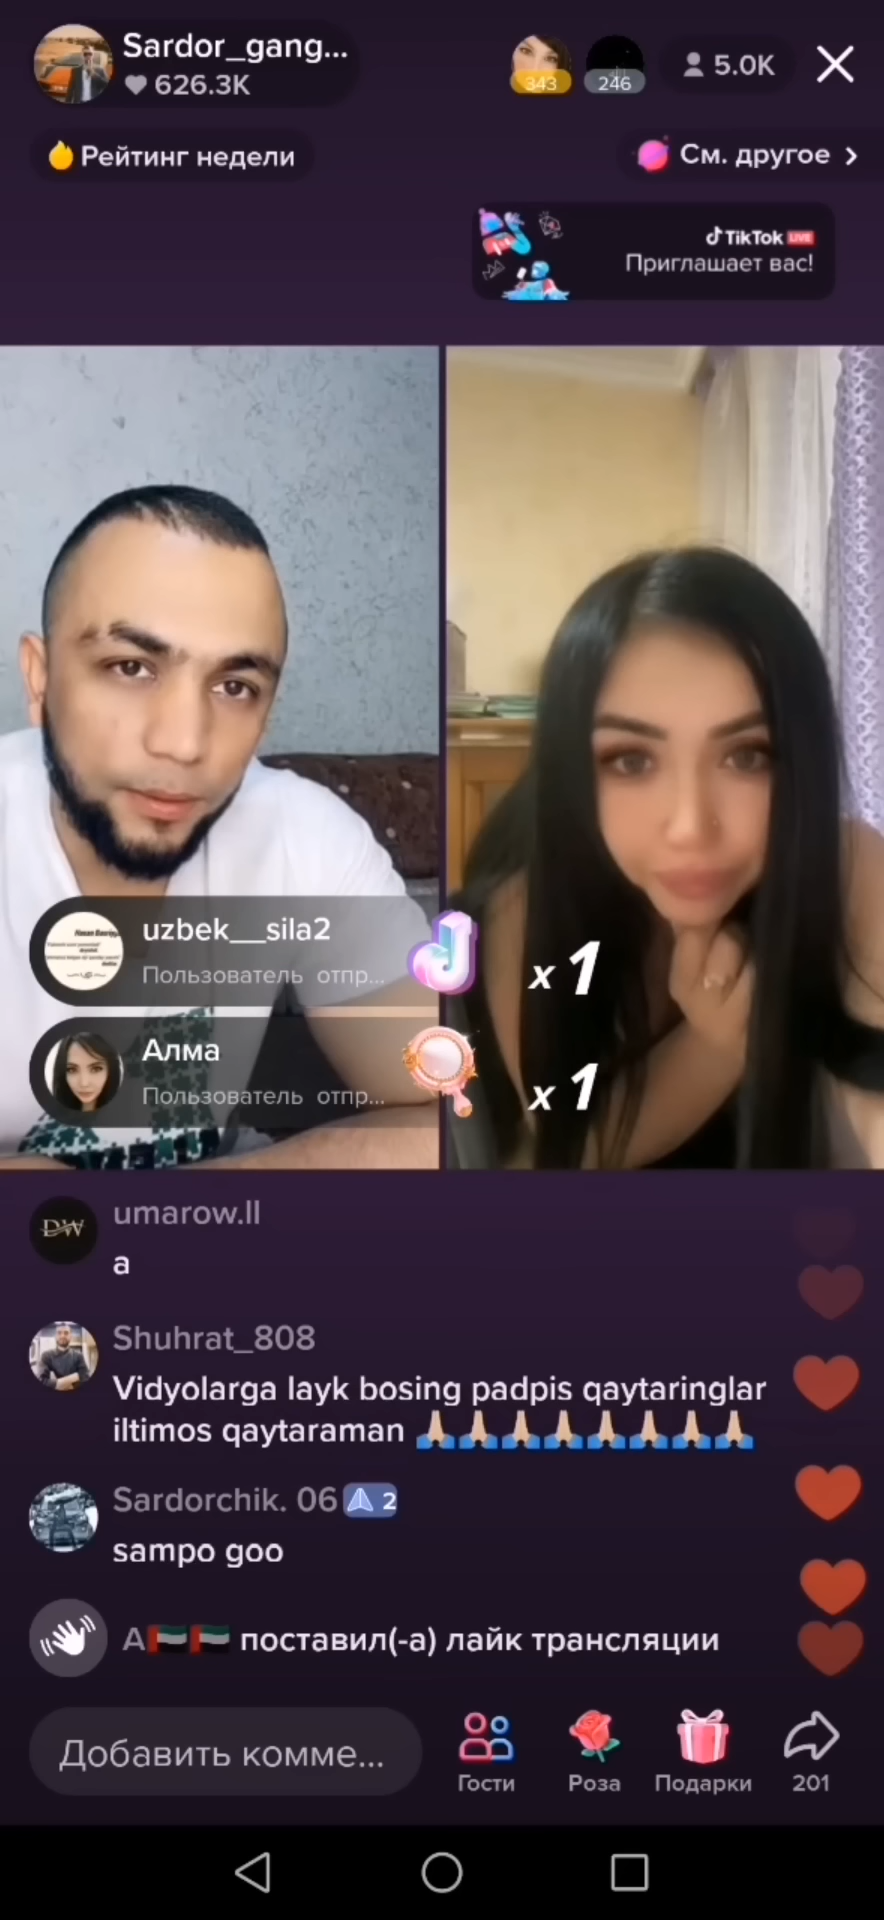 Sardor_gang...
626.3K
343
246
5.0K
Рейтинг недели
См. другое
TikTok LIVE
Приглашает вас!
uzbek__sila2
Пользователь отпр...
x 1
Алма
Пользователь отпр...
x 1
DW
umarow.ll
a
Shuhrat_808
Vidyolarga layk bosing padpis qaytaringlar
iltimos qaytaraman 🙏🙏🙏🙏🙏🙏🙏🙏
Sardorchik. 06 2
sampo goo
A🇦🇪🇦🇪 поставил(-а) лайк трансляции
Добавить комме...
Гости
Роза
Подарки
201